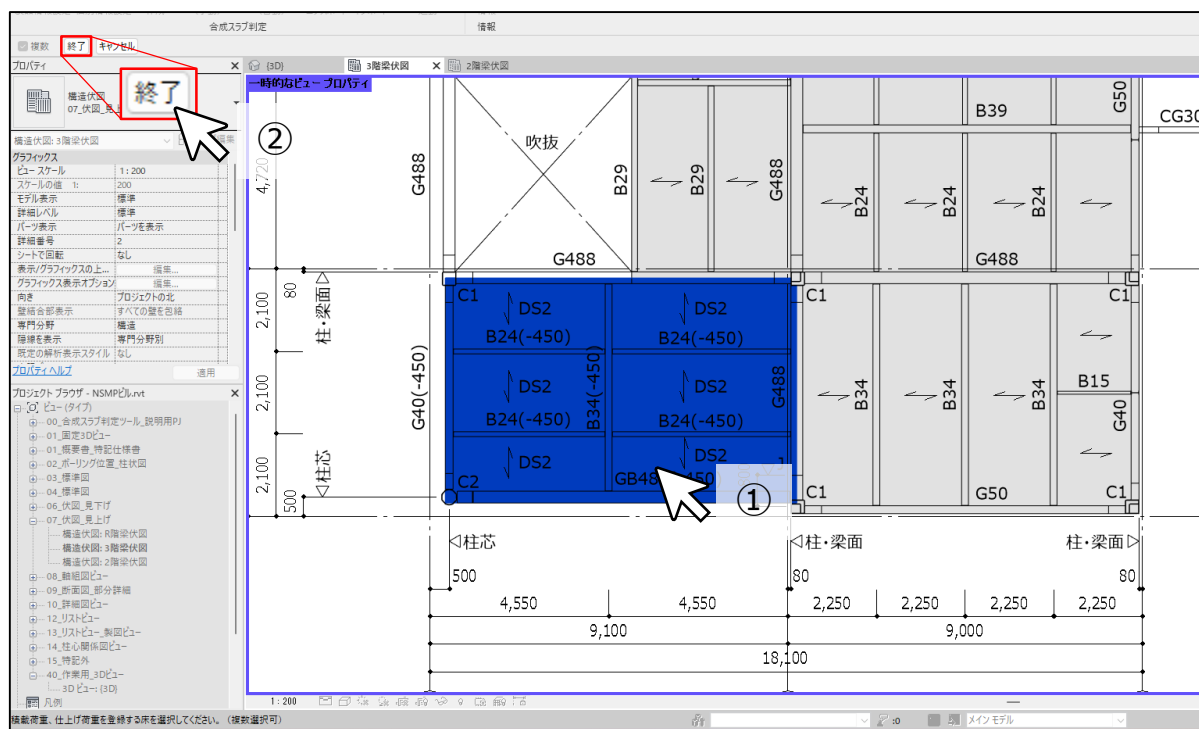 合成スラブ判定
情報
複数
終了
キャンセル
プロパティ
{3D}
3階梁伏図
2階梁伏図
一時的なビュー プロパティ
構造伏図
07_伏図_見
終了
構造伏図: 3階梁伏図
編集
グラフィックス
ビュー スケール
1 : 200
スケールの値 1:
200
モデル表示
標準
詳細レベル
標準
パーツ表示
パーツを表示
詳細番号
2
シートで回転
なし
表示/グラフィックスの上...
編集...
グラフィックス表示オプション
編集...
向き
プロジェクトの北
壁結合部表示
すべての壁を包絡
専門分野
構造
隠線を表示
専門分野別
既定の解析表示スタイル
なし
プロパティ ヘルプ
適用
プロジェクト ブラウザ - NSMPビル.rvt
ビュー (タイプ)
00_合成スラブ判定ツール_説明用PJ
01_固定3Dビュー
01_概要書_特記仕様書
02_ボーリング位置_柱状図
03_標準図
04_標準図
06_伏図_見下げ
07_伏図_見上げ
構造伏図: R階梁伏図
構造伏図: 3階梁伏図
構造伏図: 2階梁伏図
08_軸組図ビュー
09_断面図_部分詳細
10_詳細図ビュー
12_リストビュー
13_リストビュー_製図ビュー
14_柱心関係図ビュー
15_特記外
40_作業用_3Dビュー
3D ビュー: {3D}
凡例
②
4,720
G488
吹抜
B29
B29
G488
B39
G50
CG30
B24
B24
B24
G488
G488
80
柱・梁面
2,100
2,100
2,100
500
柱芯
G40(-450)
C1
DS2
DS2
B24(-450)
B24(-450)
DS2
B34(-450)
DS2
G488
B24(-450)
B24(-450)
DS2
DS2
C2
①
C1
C1
B34
B34
B34
B15
G40
C1
G50
C1
柱芯
柱・梁面
柱・梁面
500
80
80
4,550
4,550
2,250
2,250
2,250
2,250
9,100
9,000
18,100
1 : 200
積載荷重、仕上げ荷重を登録する床を選択してください。 (複数選択可)
:0
メイン モデル